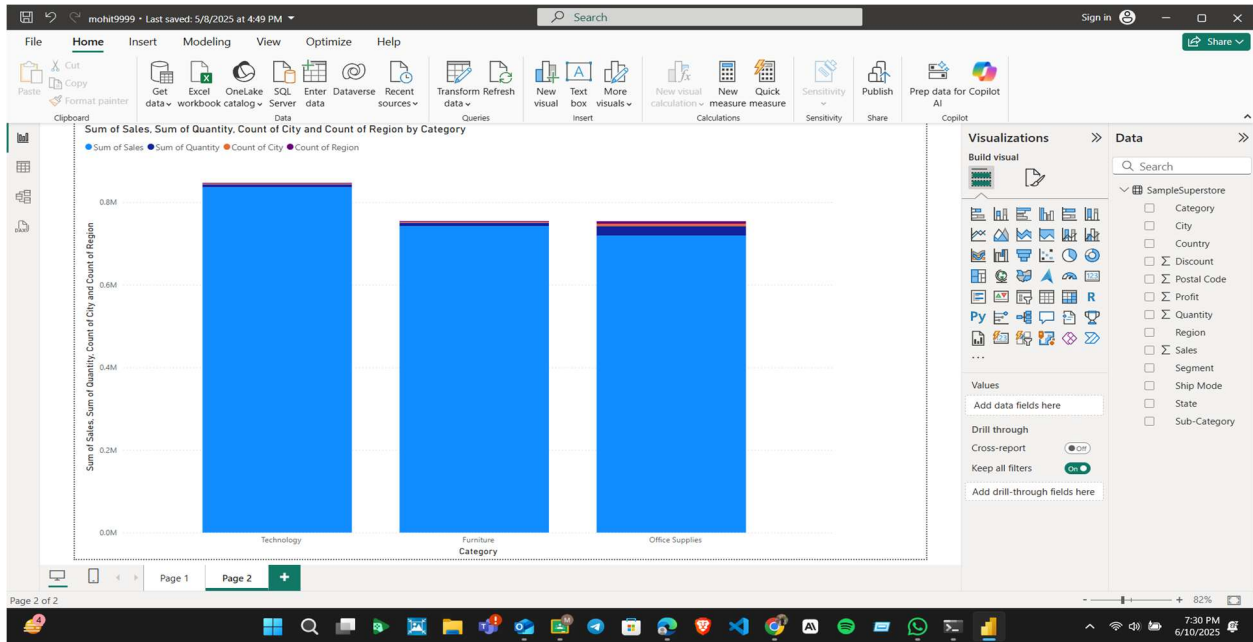 mohit9999 • Last saved: 5/8/2025 at 4:49 PM
Search
Sign in
File Home Insert Modeling View Optimize Help
Share
Paste
Cut
Copy
Format painter
Clipboard
Get data
Excel workbook
OneLake catalog
SQL Server
Enter data
Dataverse
Recent sources
Data
Transform data
Refresh
Queries
New visual
Text box
More visuals
Insert
New visual calculation
New measure
Quick measure
Calculations
Sensitivity
Sensitivity
Publish
Share
Prep data for AI
Copilot
Copilot
Sum of Sales, Sum of Quantity, Count of City and Count of Region by Category
Sum of Sales Sum of Quantity Count of City Count of Region
Sum of Sales, Sum of Quantity, Count of City and Count of Region
0.8M
0.6M
0.4M
0.2M
0.0M
Technology Furniture Office Supplies
Category
Visualizations
Build visual
123
R
Py
...
Values
Add data fields here
Drill through
Cross-report Off
Keep all filters On
Add drill-through fields here
Data
Search
SampleSuperstore
Category
City
Country
Discount
Postal Code
Profit
Quantity
Region
Sales
Segment
Ship Mode
State
Sub-Category
Page 1 Page 2 +
Page 2 of 2
- + 82%
7:30 PM
6/10/2025